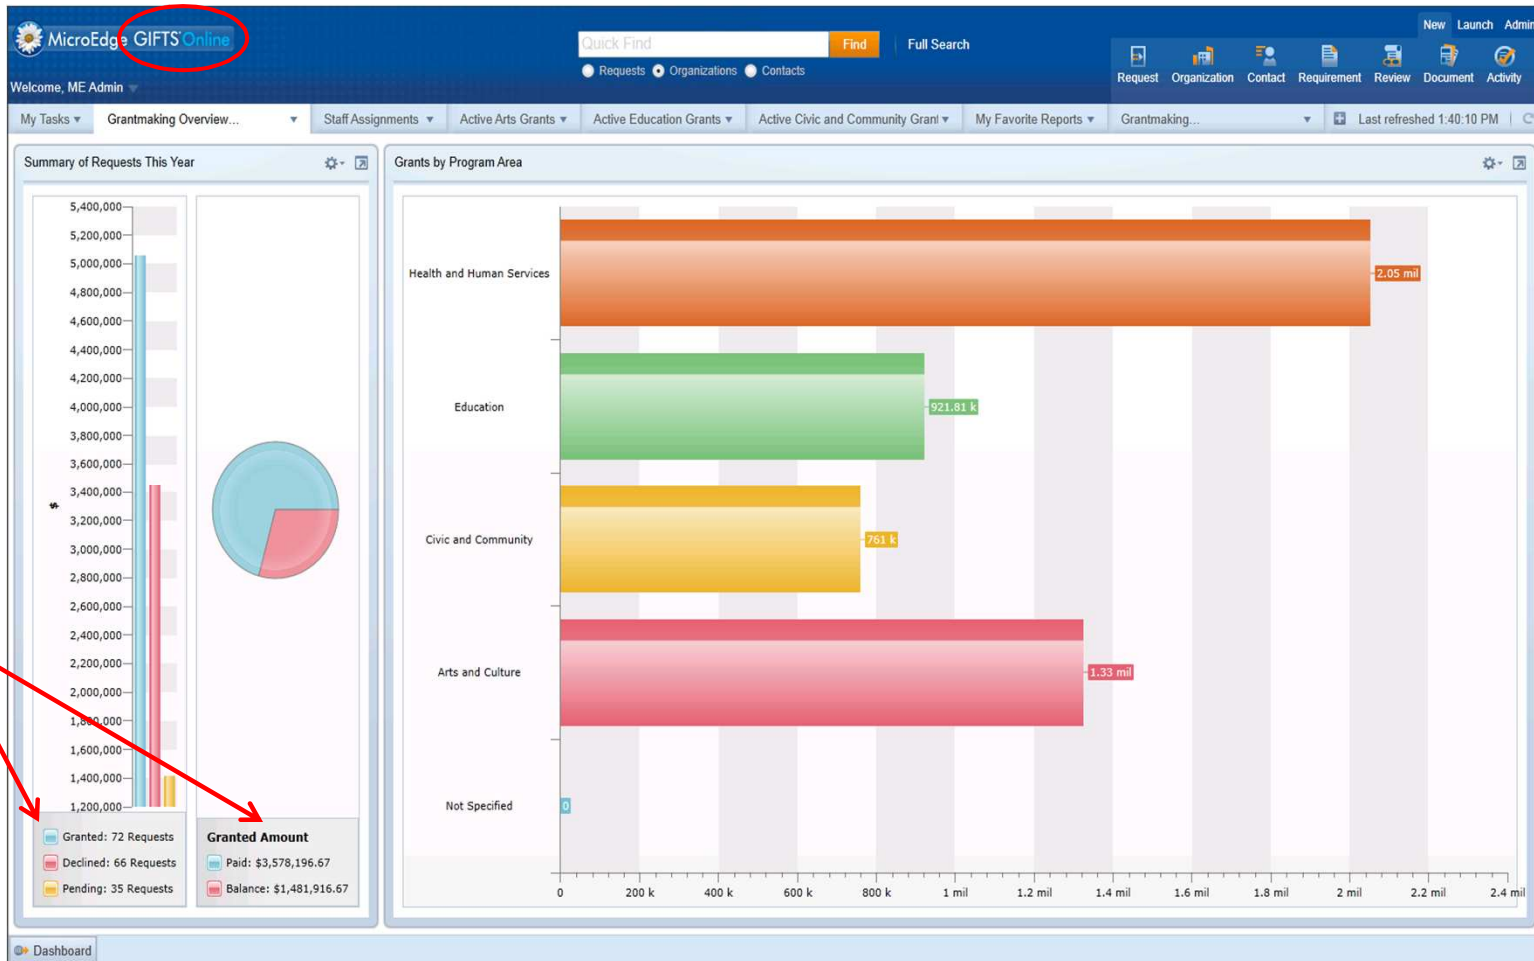 MicroEdge GIFTS Online
Welcome, ME Admin
Quick Find
Find
Full Search
Requests
Organizations
Contacts
New
Launch
Admin
Request
Organization
Contact
Requirement
Review
Document
Activity
My Tasks
Grantmaking Overview...
Staff Assignments
Active Arts Grants
Active Education Grants
Active Civic and Community Grant
My Favorite Reports
Grantmaking...
Last refreshed 1:40:10 PM
Summary of Requests This Year
5,400,000
5,200,000
5,000,000
4,800,000
4,600,000
4,400,000
4,200,000
4,000,000
3,800,000
3,600,000
3,400,000
$
3,200,000
3,000,000
2,800,000
2,600,000
2,400,000
2,200,000
2,000,000
1,800,000
1,600,000
1,400,000
1,200,000
Granted: 72 Requests
Declined: 66 Requests
Pending: 35 Requests
Granted Amount
Paid: $3,578,196.67
Balance: $1,481,916.67
Grants by Program Area
Health and Human Services
2.05 mil
Education
921.81 k
Civic and Community
761 k
Arts and Culture
1.33 mil
Not Specified
0
0
200 k
400 k
600 k
800 k
1 mil
1.2 mil
1.4 mil
1.6 mil
1.8 mil
2 mil
2.2 mil
2.4 mil
Dashboard